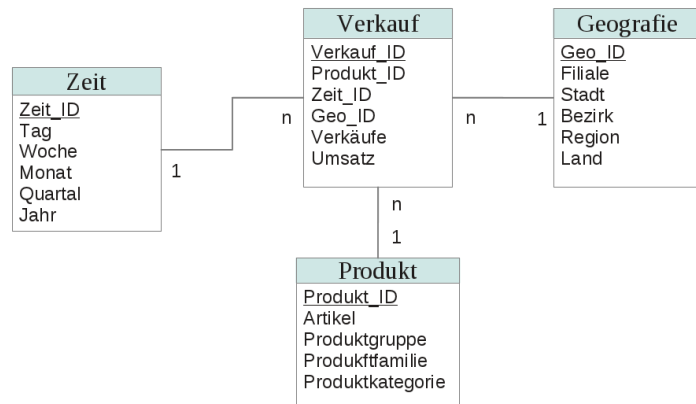 Zeit
Zeit_ID
Tag
Woche
Monat
Quartal
Jahr
1
n
Verkauf
Verkauf_ID
Produkt_ID
Zeit_ID
Geo_ID
Verkäufe
Umsatz
n
1
Geografie
Geo_ID
Filiale
Stadt
Bezirk
Region
Land
n
1
Produkt
Produkt_ID
Artikel
Produktgruppe
Produkftfamilie
Produktkategorie